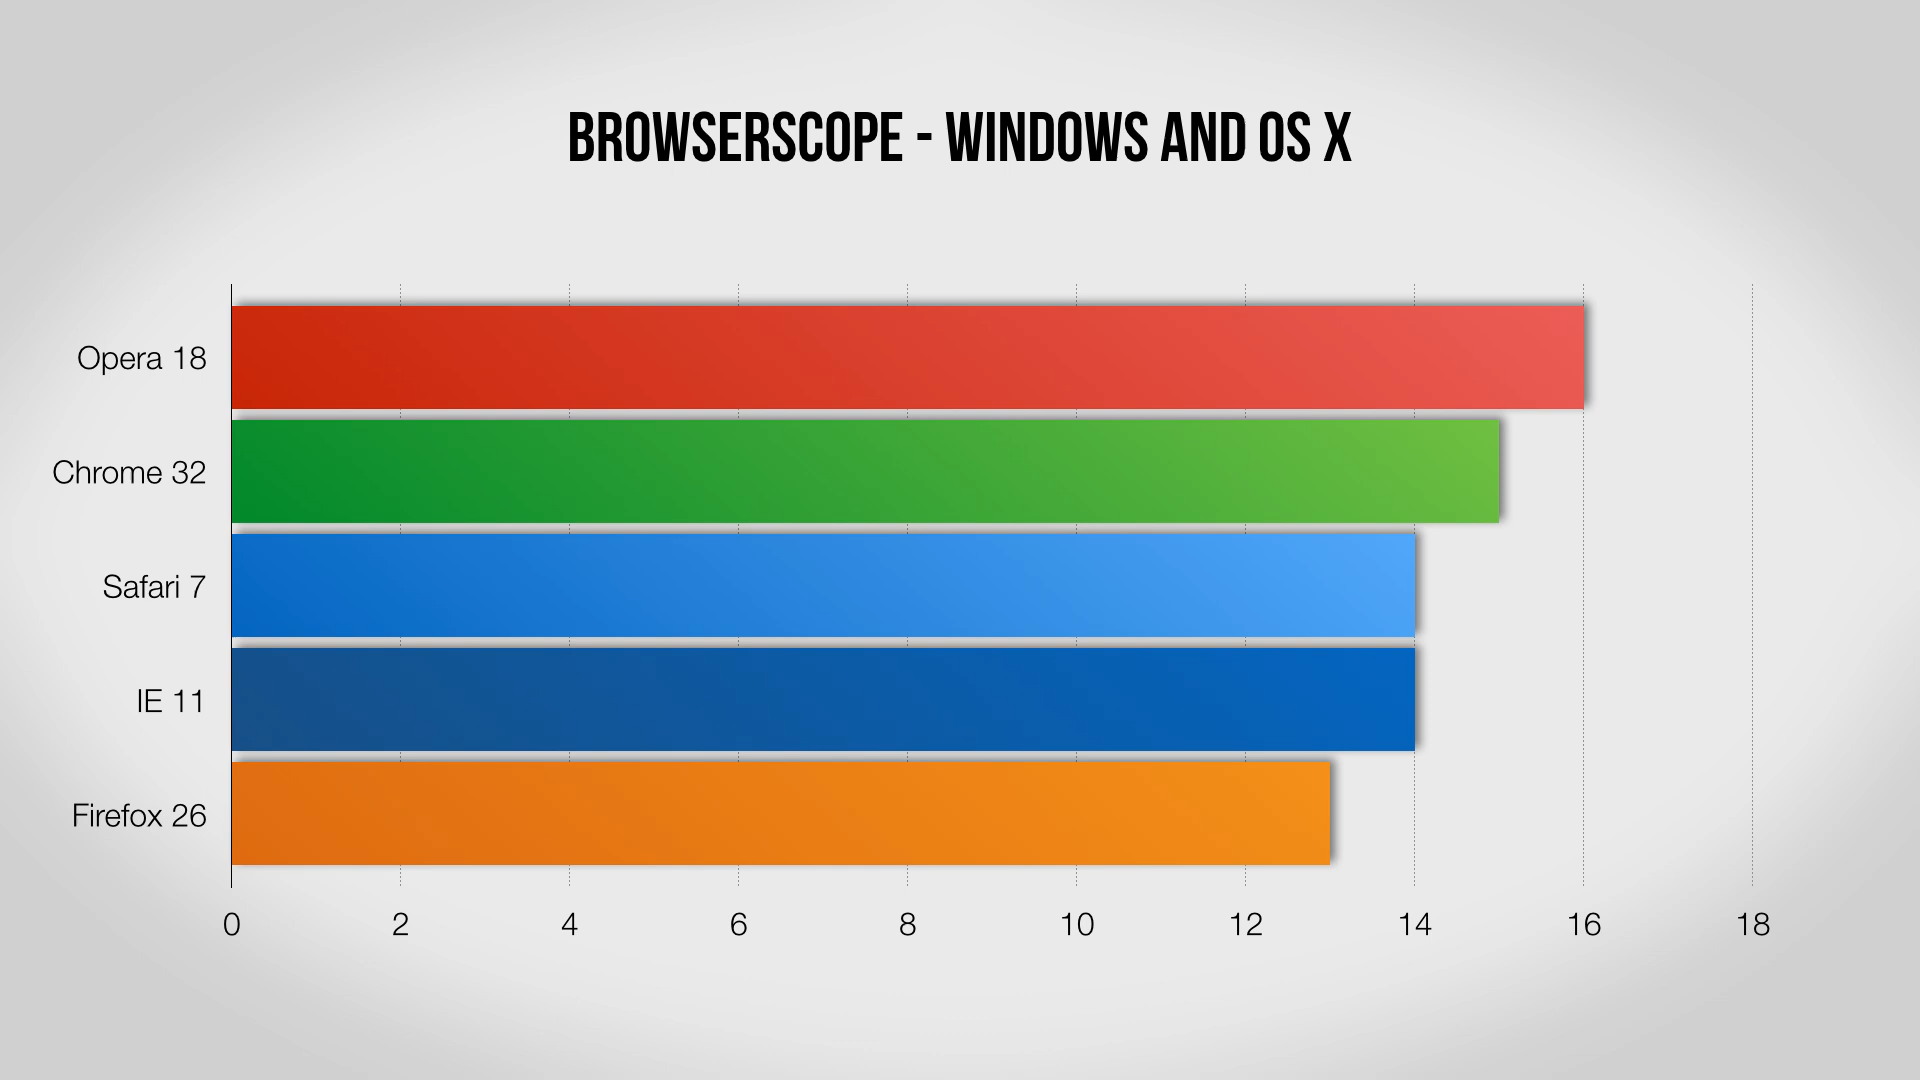 BROWSERSCOPE - WINDOWS AND OS X
Opera 18
Chrome 32
Safari 7
IE 11
Firefox 26
0 2 4 6 8 10 12 14 16 18